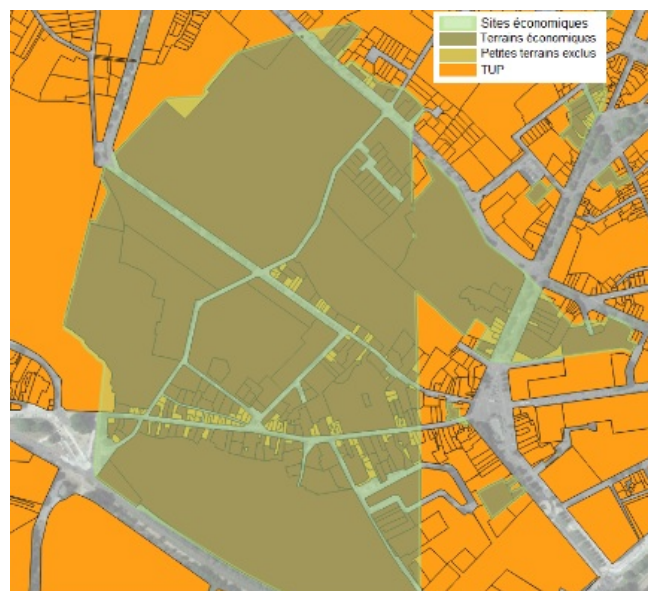 Sites économiques
Terrains économiques
Petites terrains exclus
TUP